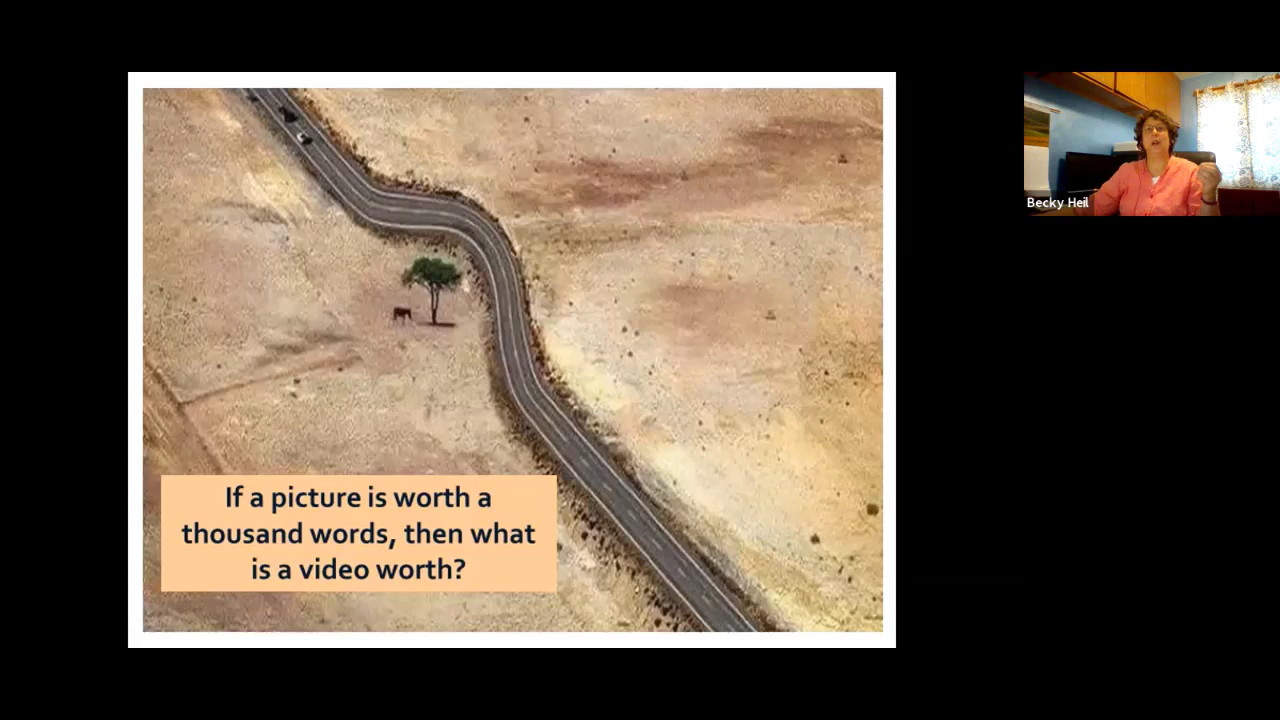 If a picture is worth a
thousand words, then what
is a video worth?
Becky Heil